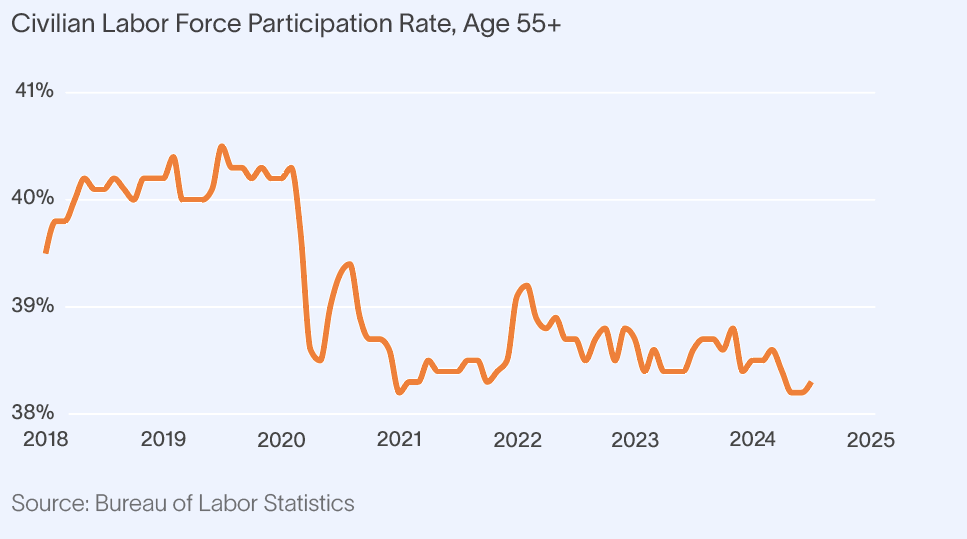 Civilian Labor Force Participation Rate, Age 55+
41%
40%
39%
38%
2018 2019 2020 2021 2022 2023 2024 2025
Source: Bureau of Labor Statistics